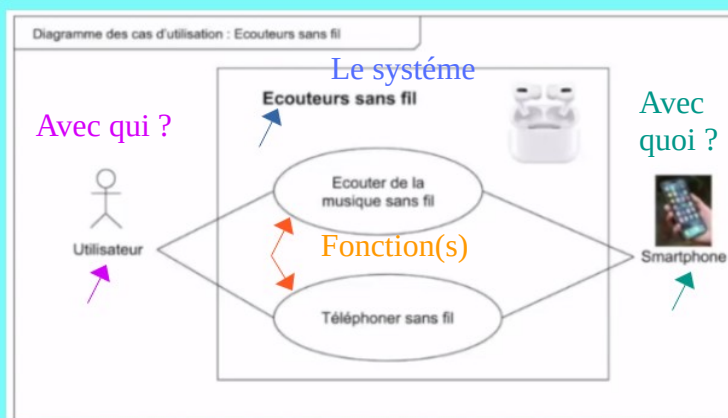 Diagramme des cas d'utilisation : Ecouteurs sans fil
Le systéme
Ecouteurs sans fil
Avec qui ?
Avec
quoi ?
Ecouter de la
musique sans fil
Utilisateur
Fonction(s)
Smartphone
Téléphoner sans fil